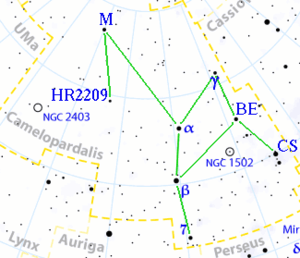 UMa
M
Cassio
HR2209
γ
BE
NGC 2403
α
Camelopardalis
CS
NGC 1502
β
7
Mir
Lynx
Auriga
Perseus
&